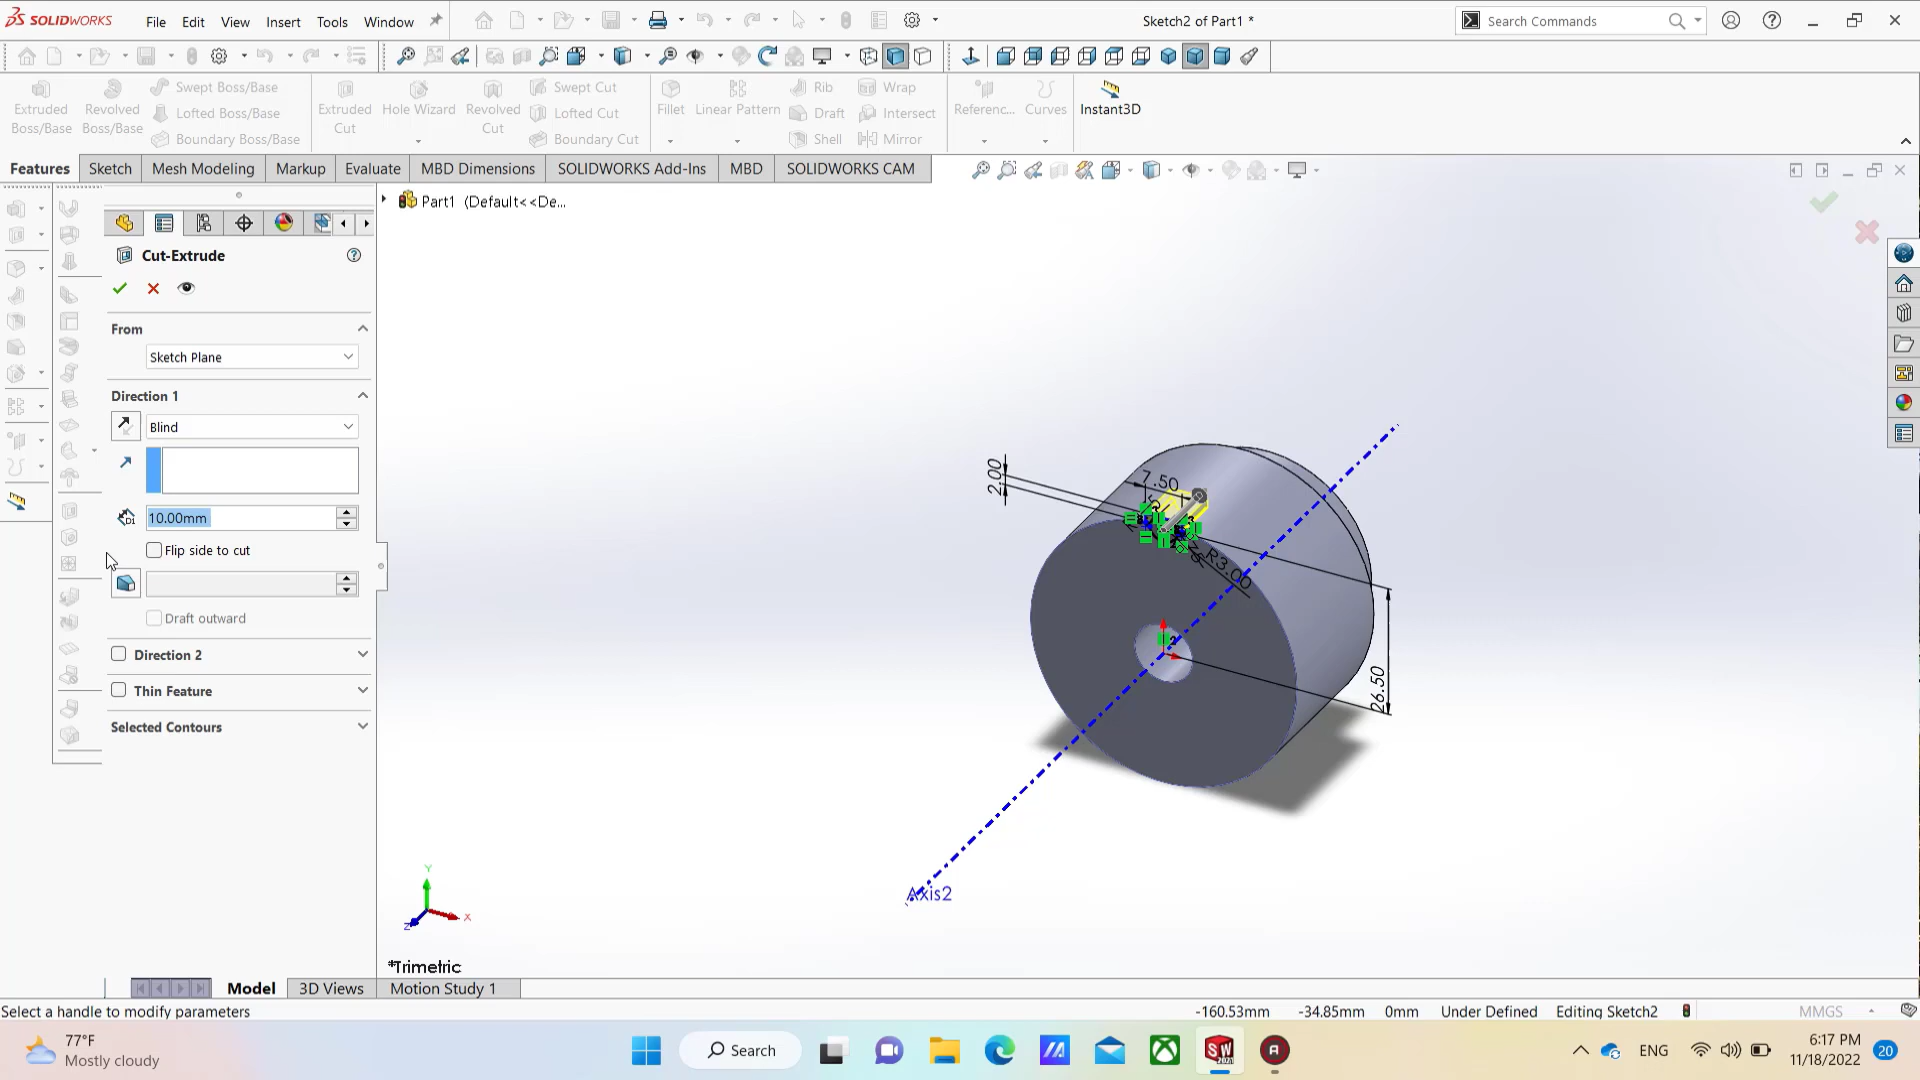 SOLIDWORKS
File Edit View Insert Tools Window
Sketch2 of Part1 *
Search Commands
Extruded Boss/Base
Revolved Boss/Base
Swept Boss/Base
Lofted Boss/Base
Boundary Boss/Base
Extruded Cut
Hole Wizard
Revolved Cut
Swept Cut
Lofted Cut
Boundary Cut
Fillet
Linear Pattern
Rib
Draft
Shell
Wrap
Intersect
Mirror
Referenc...
Curves
Instant3D
Features Sketch Mesh Modeling Markup Evaluate MBD Dimensions SOLIDWORKS Add-Ins MBD SOLIDWORKS CAM
Part1 (Default<<De...
Cut-Extrude
From
Sketch Plane
Direction 1
Blind
D1
10.00mm
Flip side to cut
Draft outward
Direction 2
Thin Feature
Selected Contours
2.00
7.50
R3.00
26.50
Axis2
Y
X
Z
*Trimetric
Model 3D Views Motion Study 1
Select a handle to modify parameters
-160.53mm -34.85mm 0mm Under Defined Editing Sketch2 MMGS
77°F
Mostly cloudy
Search
SW
2021
ENG
6:17 PM
11/18/2022
20